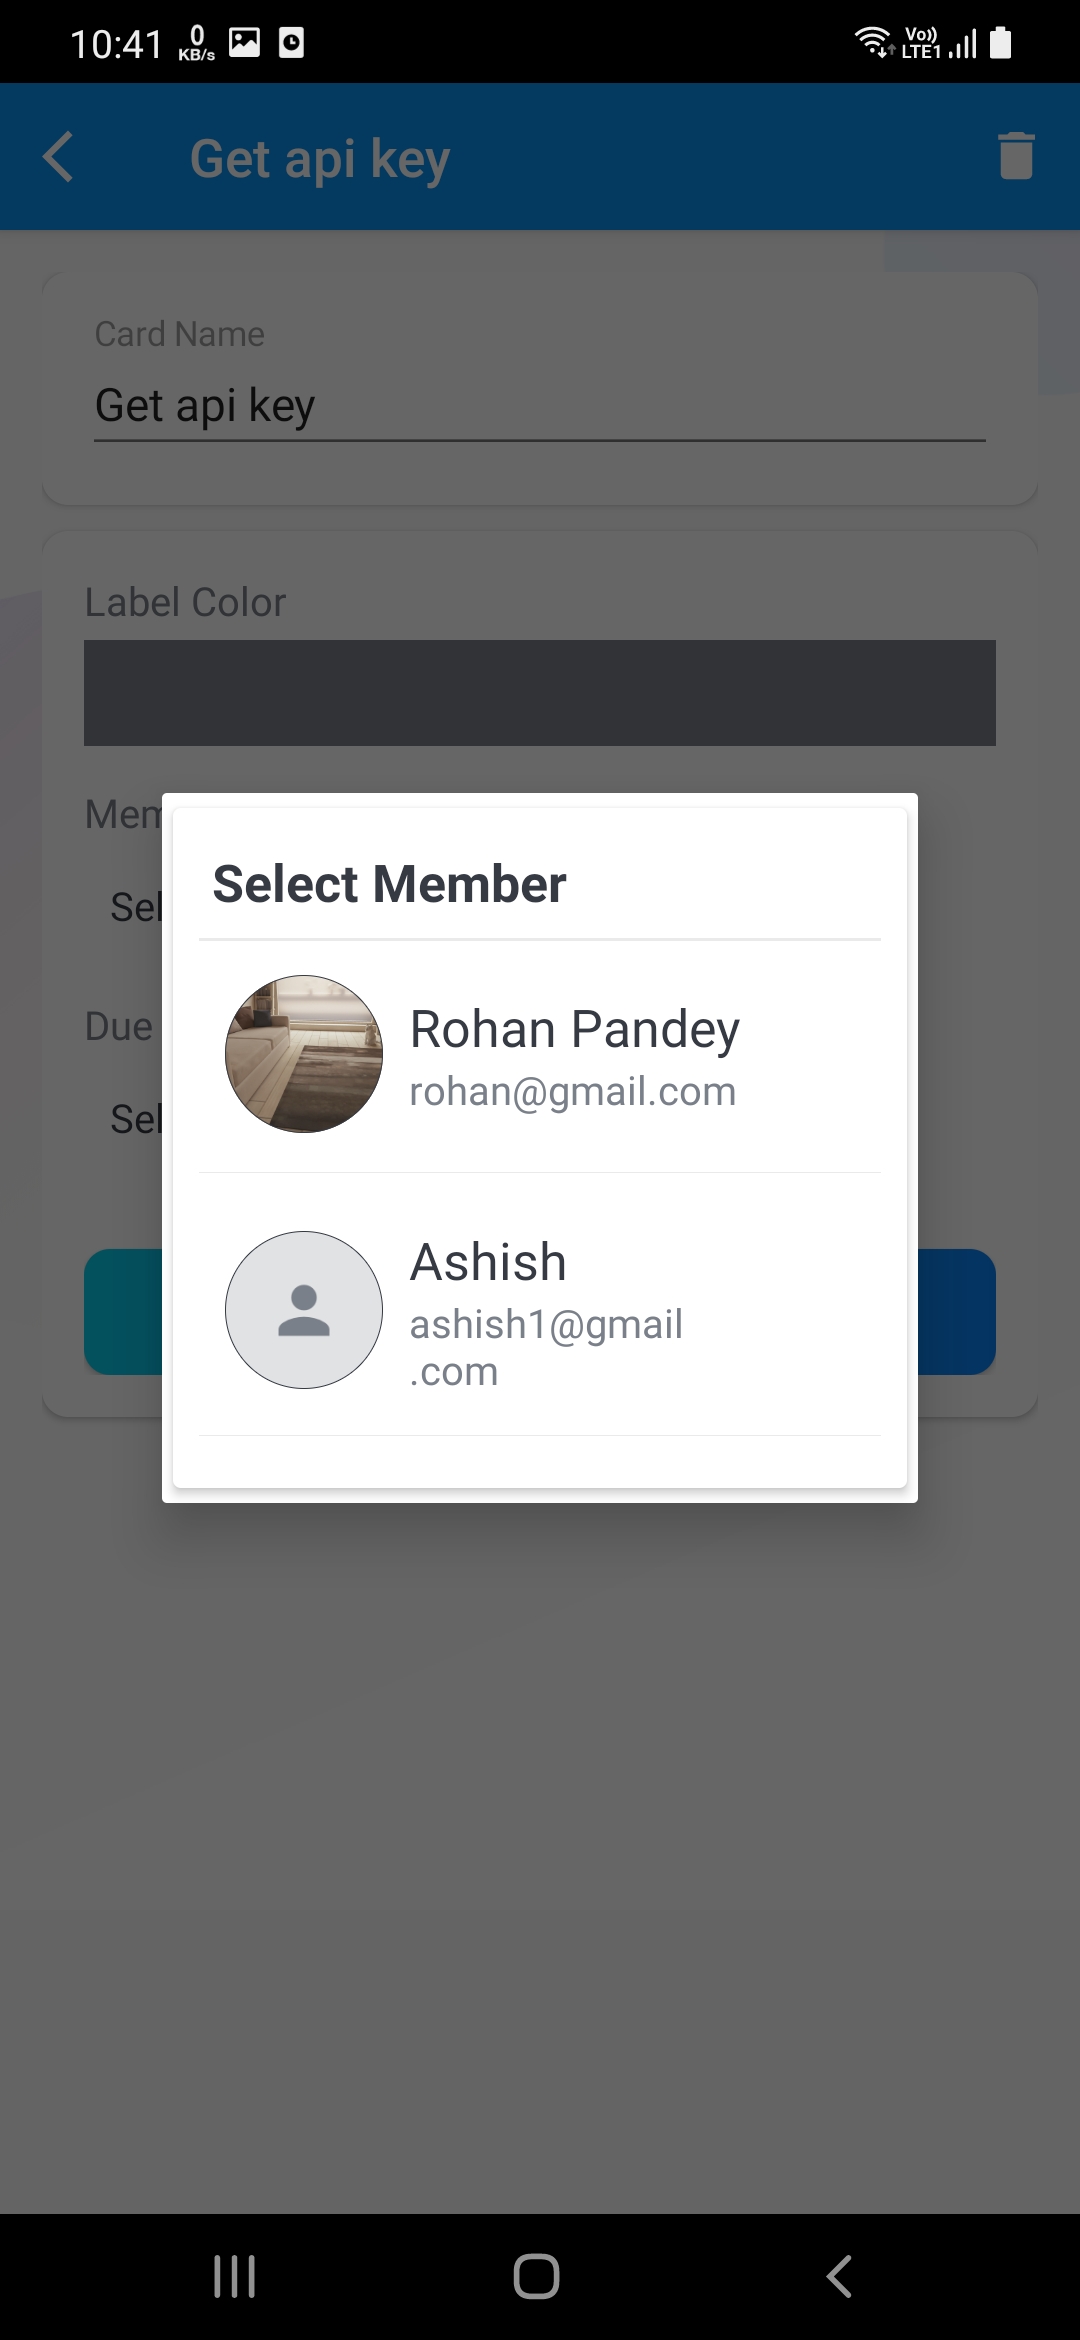 10:41 0 KB/s Vo)) LTE1
Get api key
Card Name
Get api key
Label Color
Mem
Select Member
Sel
Rohan Pandey
Due
rohan@gmail.com
Sel
Ashish
ashish1@gmail
.com